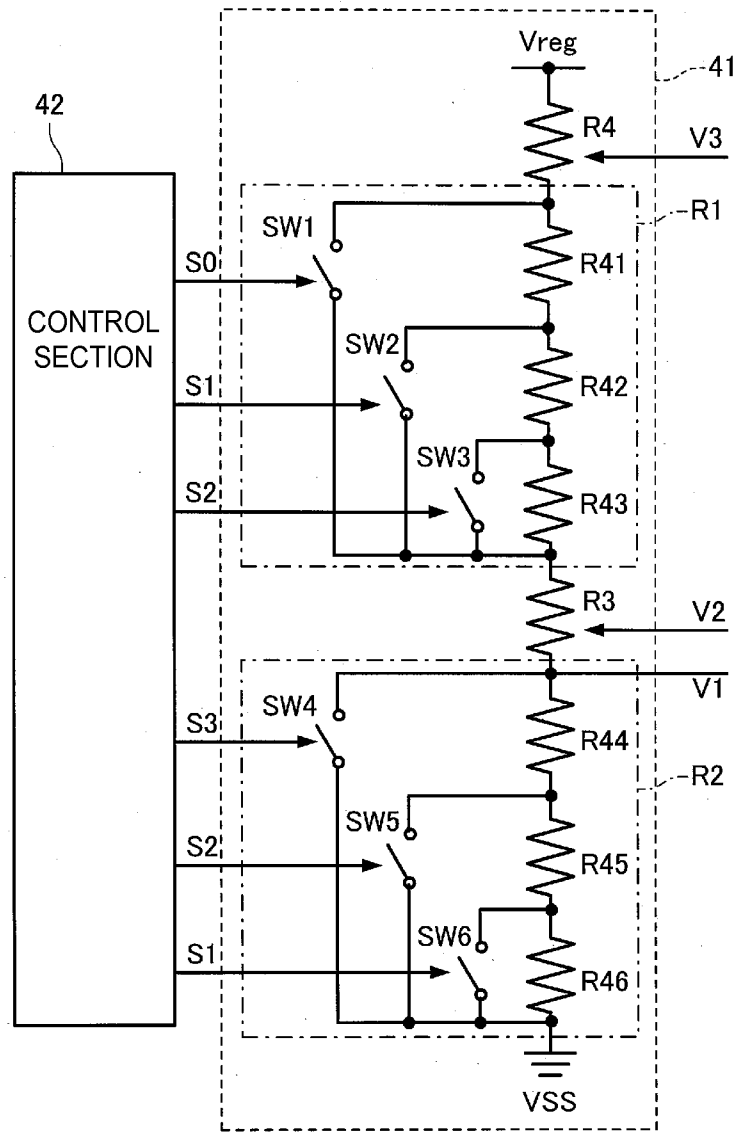 Vreg
41
42
R4
V3
R1
SW1
S0
R41
CONTROL
SECTION
SW2
S1
R42
SW3
S2
R43
R3
V2
V1
SW4
S3
R44
R2
SW5
S2
R45
SW6
S1
R46
VSS